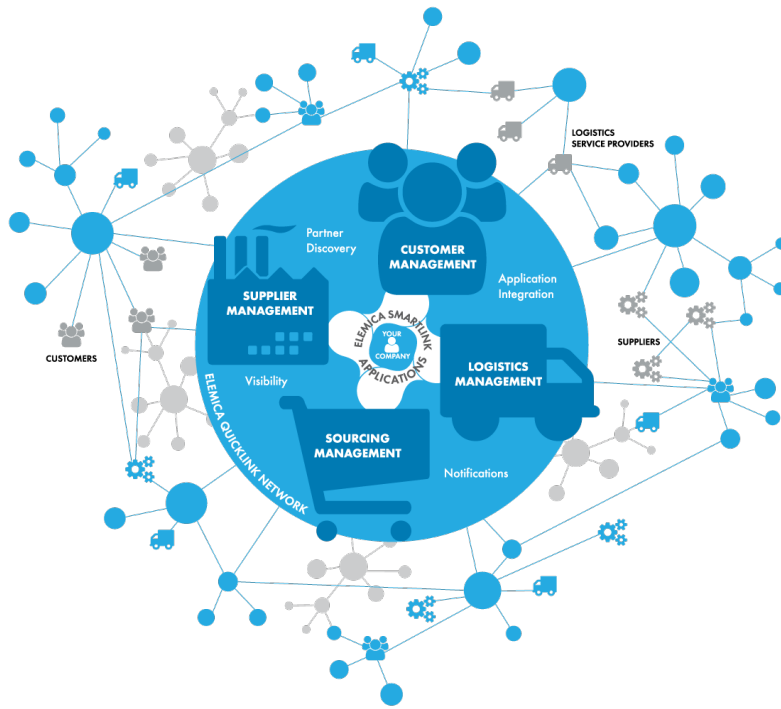 LOGISTICS
SERVICE PROVIDERS
Partner
Discovery
CUSTOMER
MANAGEMENT
Application
Integration
SUPPLIER
MANAGEMENT
ELEMICA SMARTLINK
APPLICATIONS
YOUR
COMPANY
LOGISTICS
MANAGEMENT
CUSTOMERS
SUPPLIERS
Visibility
SOURCING
MANAGEMENT
Notifications
ELEMICA QUICKLINK NETWORK